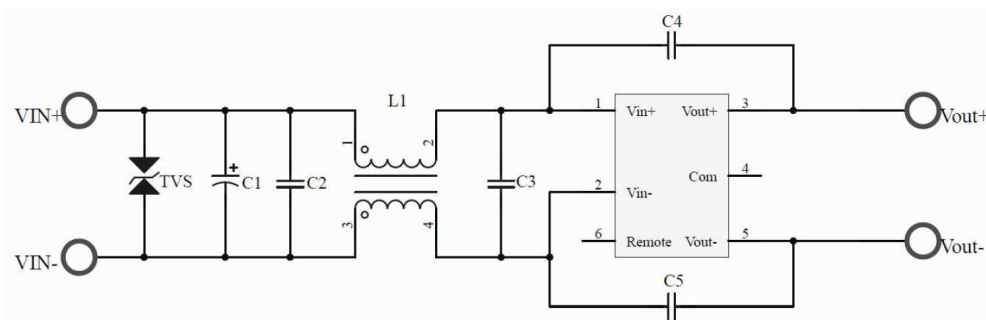 C4
L1
VIN+
1
2
1
Vin+
Vout+
3
Vout+
TVS
+
C1
C2
C3
2
Vin-
Com
4
3
4
6
Remote
Vout-
5
VIN-
Vout-
C5